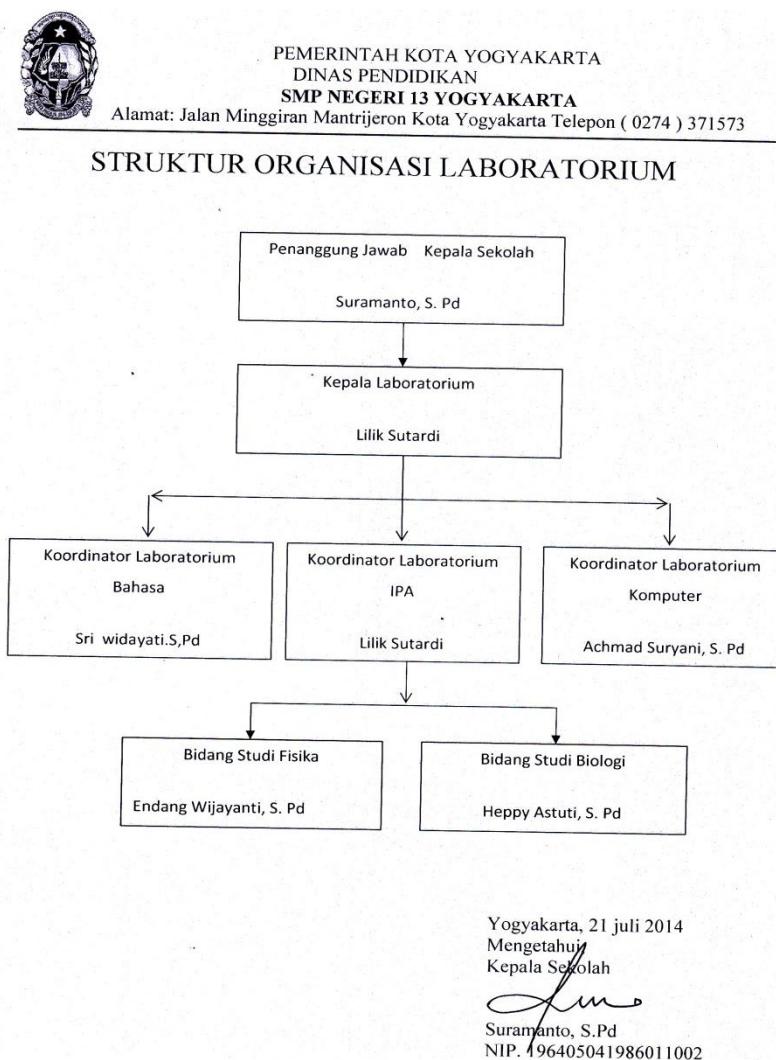 PEMERINTAH KOTA YOGYAKARTA
DINAS PENDIDIKAN
SMP NEGERI 13 YOGYAKARTA
Alamat: Jalan Minggiran Mantrijeron Kota Yogyakarta Telepon ( 0274 ) 371573
STRUKTUR ORGANISASI LABORATORIUM
Penanggung Jawab Kepala Sekolah
Suramanto, S. Pd
Kepala Laboratorium
Lilik Sutardi
Koordinator Laboratorium
Bahasa
Sri widayati.S,Pd
Koordinator Laboratorium
IPA
Lilik Sutardi
Koordinator Laboratorium
Komputer
Achmad Suryani, S. Pd
Bidang Studi Fisika
Endang Wijayanti, S. Pd
Bidang Studi Biologi
Heppy Astuti, S. Pd
Yogyakarta, 21 juli 2014
Mengetahui
Kepala Sekolah
Suramanto, S.Pd
NIP. 196405041986011002